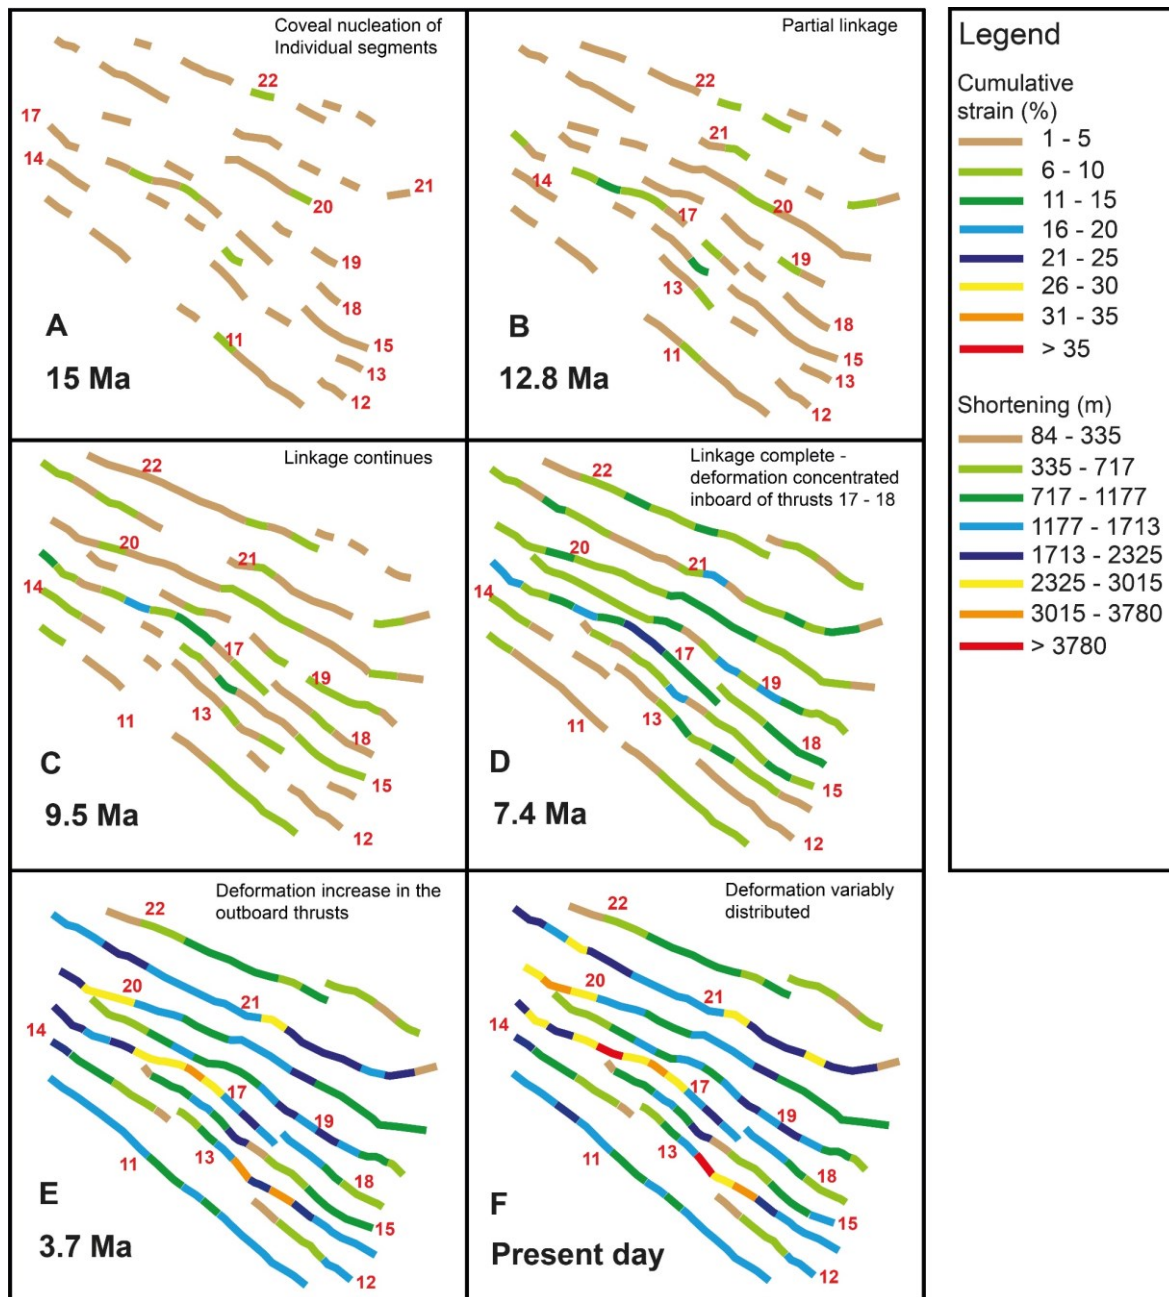 Coveal nucleation of
Individual segments
22
17
14
21
20
19
18
11
15
13
12
A
15 Ma
Partial linkage
22
21
14
20
17
19
13
18
11
15
13
12
B
12.8 Ma
Linkage continues
22
20
21
14
17
19
13
11
18
15
12
C
9.5 Ma
Linkage complete -
deformation concentrated
inboard of thrusts 17 - 18
22
20
21
14
17
19
13
11
18
15
12
D
7.4 Ma
Deformation increase in the
outboard thrusts
22
20
21
14
17
19
13
11
18
15
12
E
3.7 Ma
Deformation variably
distributed
22
20
21
14
17
19
13
11
18
15
12
F
Present day
Legend
Cumulative
strain (%)
1 - 5
6 - 10
11 - 15
16 - 20
21 - 25
26 - 30
31 - 35
> 35
Shortening (m)
84 - 335
335 - 717
717 - 1177
1177 - 1713
1713 - 2325
2325 - 3015
3015 - 3780
> 3780